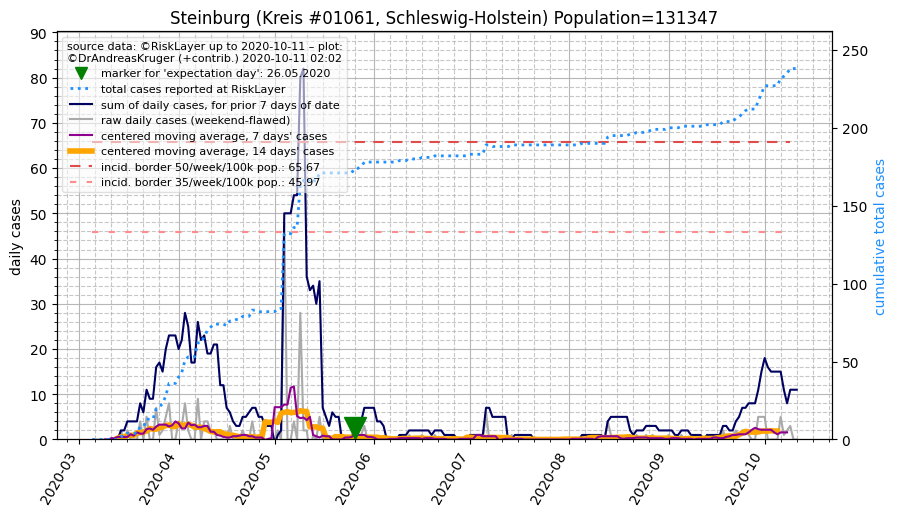 Steinburg (Kreis #01061, Schleswig-Holstein) Population=131347
source data: ©RiskLayer up to 2020-10-11 – plot:
©DrAndreasKruger (+contrib.) 2020-10-11 02:02
marker for 'expectation day': 26.05.2020
total cases reported at RiskLayer
sum of daily cases, for prior 7 days of date
raw daily cases (weekend-flawed)
centered moving average, 7 days' cases
centered moving average, 14 days' cases
incid. border 50/week/100k pop.: 65.67
incid. border 35/week/100k pop.: 45.97
daily cases
90
80
70
60
50
40
30
20
10
0
cumulative total cases
250
200
150
100
50
0
2020-03
2020-04
2020-05
2020-06
2020-07
2020-08
2020-09
2020-10